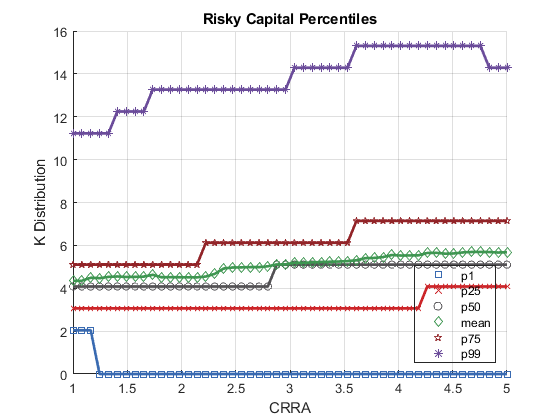 Risky Capital Percentiles
K Distribution
16
14
12
10
8
6
4
2
0
p1
p25
p50
mean
p75
p99
1 1.5 2 2.5 3 3.5 4 4.5 5
CRRA